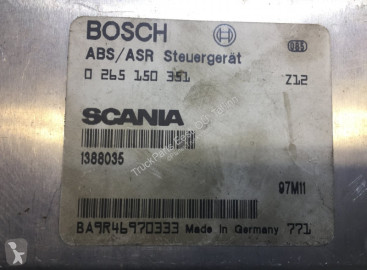 BOSCH
ABS/ASR Steuergerät
0 265 150 351 Z12
SCANIA
1388035
97M11
BA9R46970333 Made in Germany 771